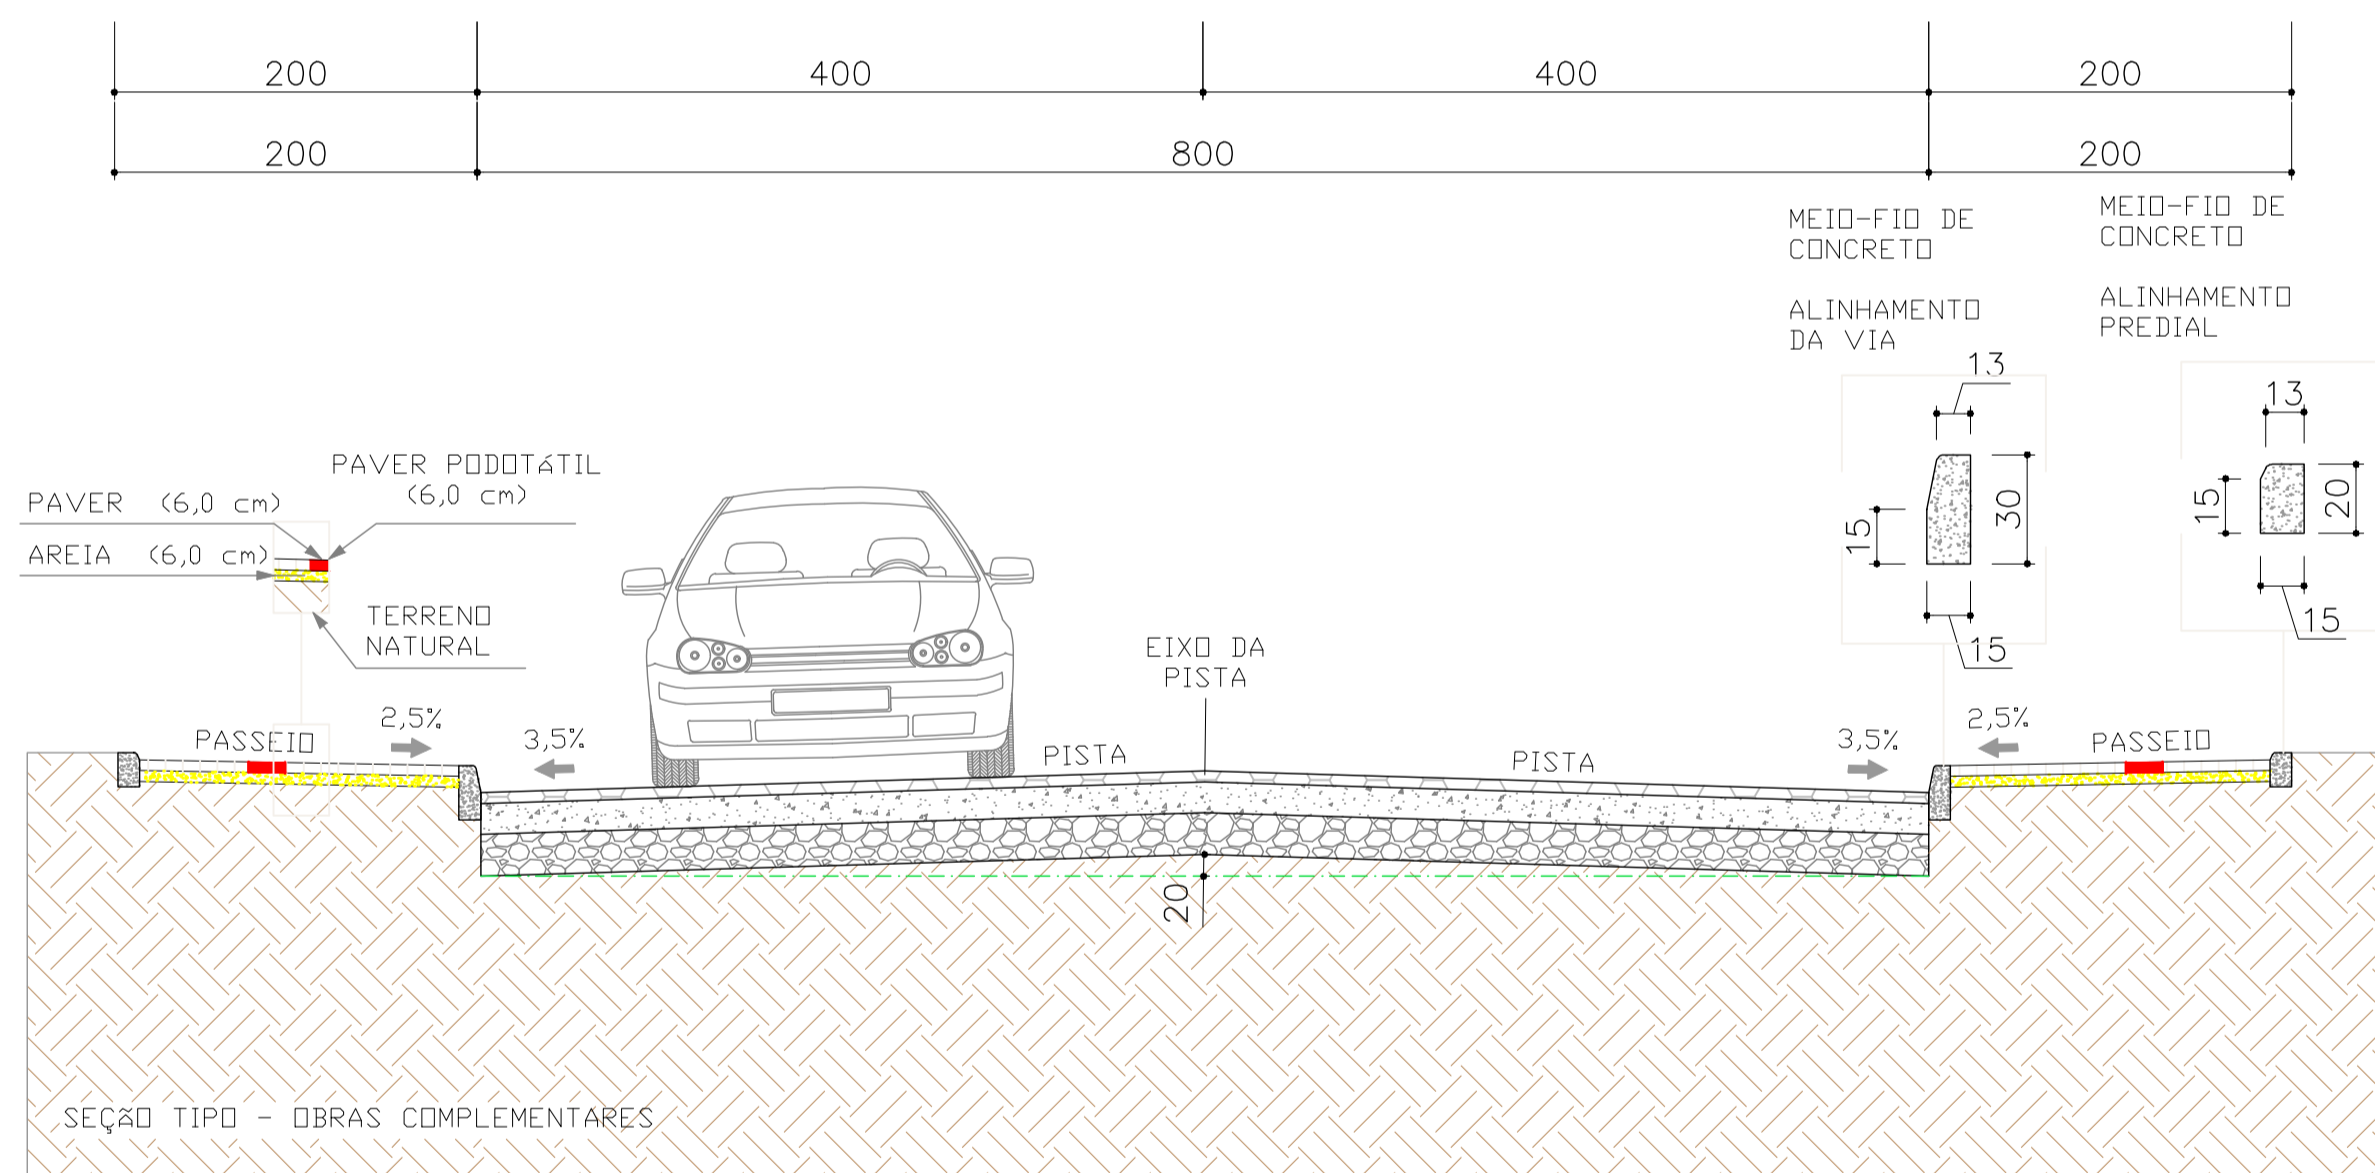 200 400 400 200
200 800 200
MEIO-FIO DE
CONCRETO
ALINHAMENTO
DA VIA
MEIO-FIO DE
CONCRETO
ALINHAMENTO
PREDIAL
13
30
15
15
13
20
15
15
PAVER (6,0 cm)
PAVER PODOTáTIL
(6,0 cm)
AREIA (6,0 cm)
TERRENO
NATURAL
EIXO DA
PISTA
PASSEIO
2,5%
3,5%
PISTA
PISTA
3,5%
2,5%
PASSEIO
20
SEÇÃO TIPO - OBRAS COMPLEMENTARES